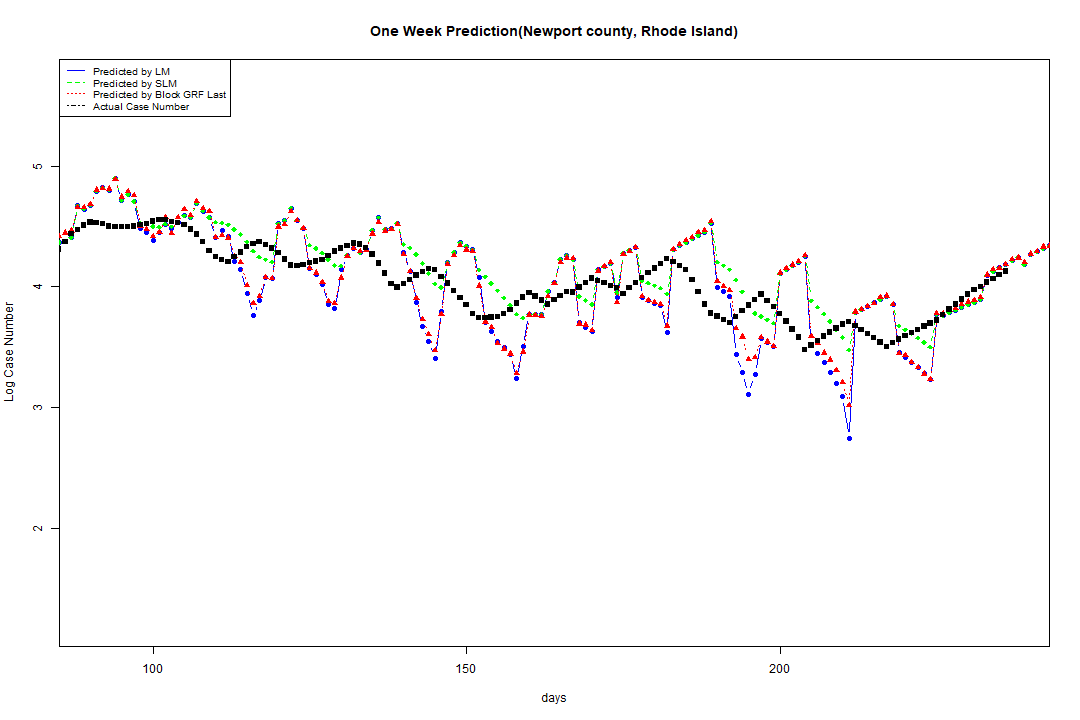 One Week Prediction(Newport county, Rhode Island)
Predicted by LM
Predicted by SLM
Predicted by Block GRF Last
Actual Case Number
5
4
3
2
Log Case Number
100
150
200
days